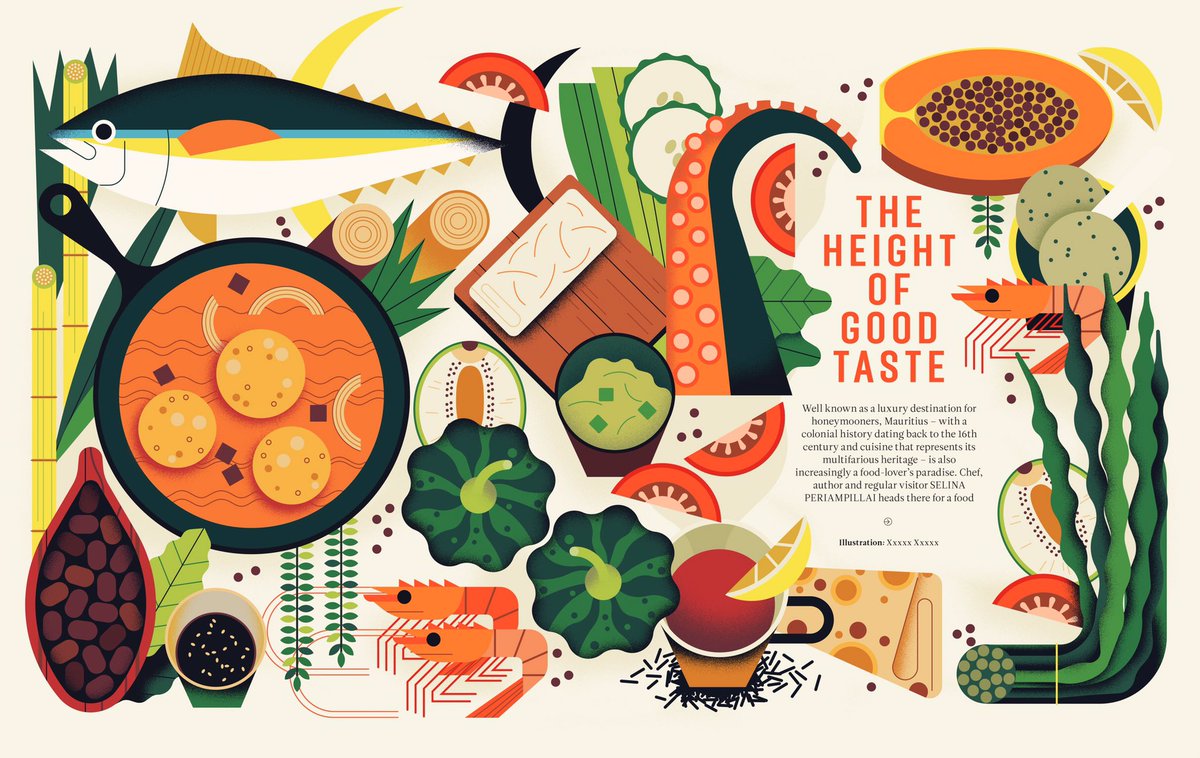 THE
HEIGHT
OF
GOOD
TASTE
Well known as a luxury destination for
honeymooners, Mauritius – with a
colonial history dating back to the 16th
century and cuisine that represents its
multifarious heritage – is also
increasingly a food-lover's paradise. Chef,
author and regular visitor SELINA
PERIAMPILLAI heads there for a food
Illustration: Xxxxx Xxxxx